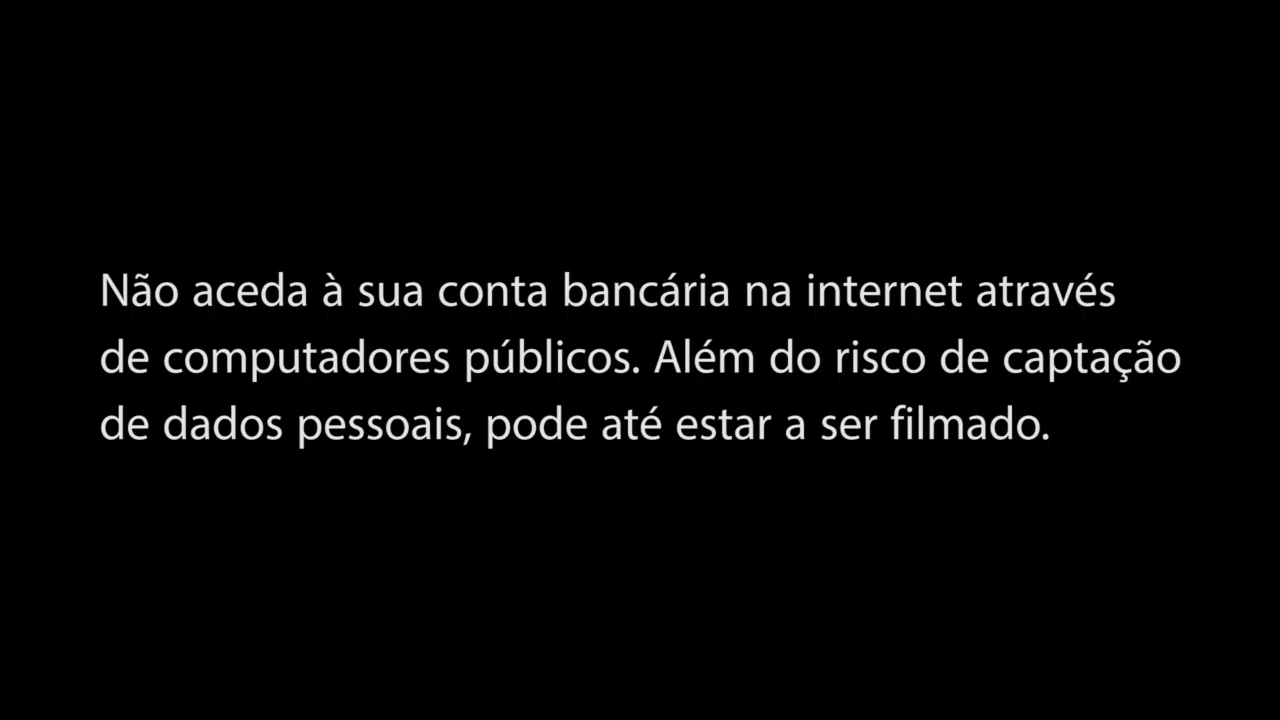 Não aceda à sua conta bancária na internet através
de computadores públicos. Além do risco de captação
de dados pessoais, pode até estar a ser filmado.